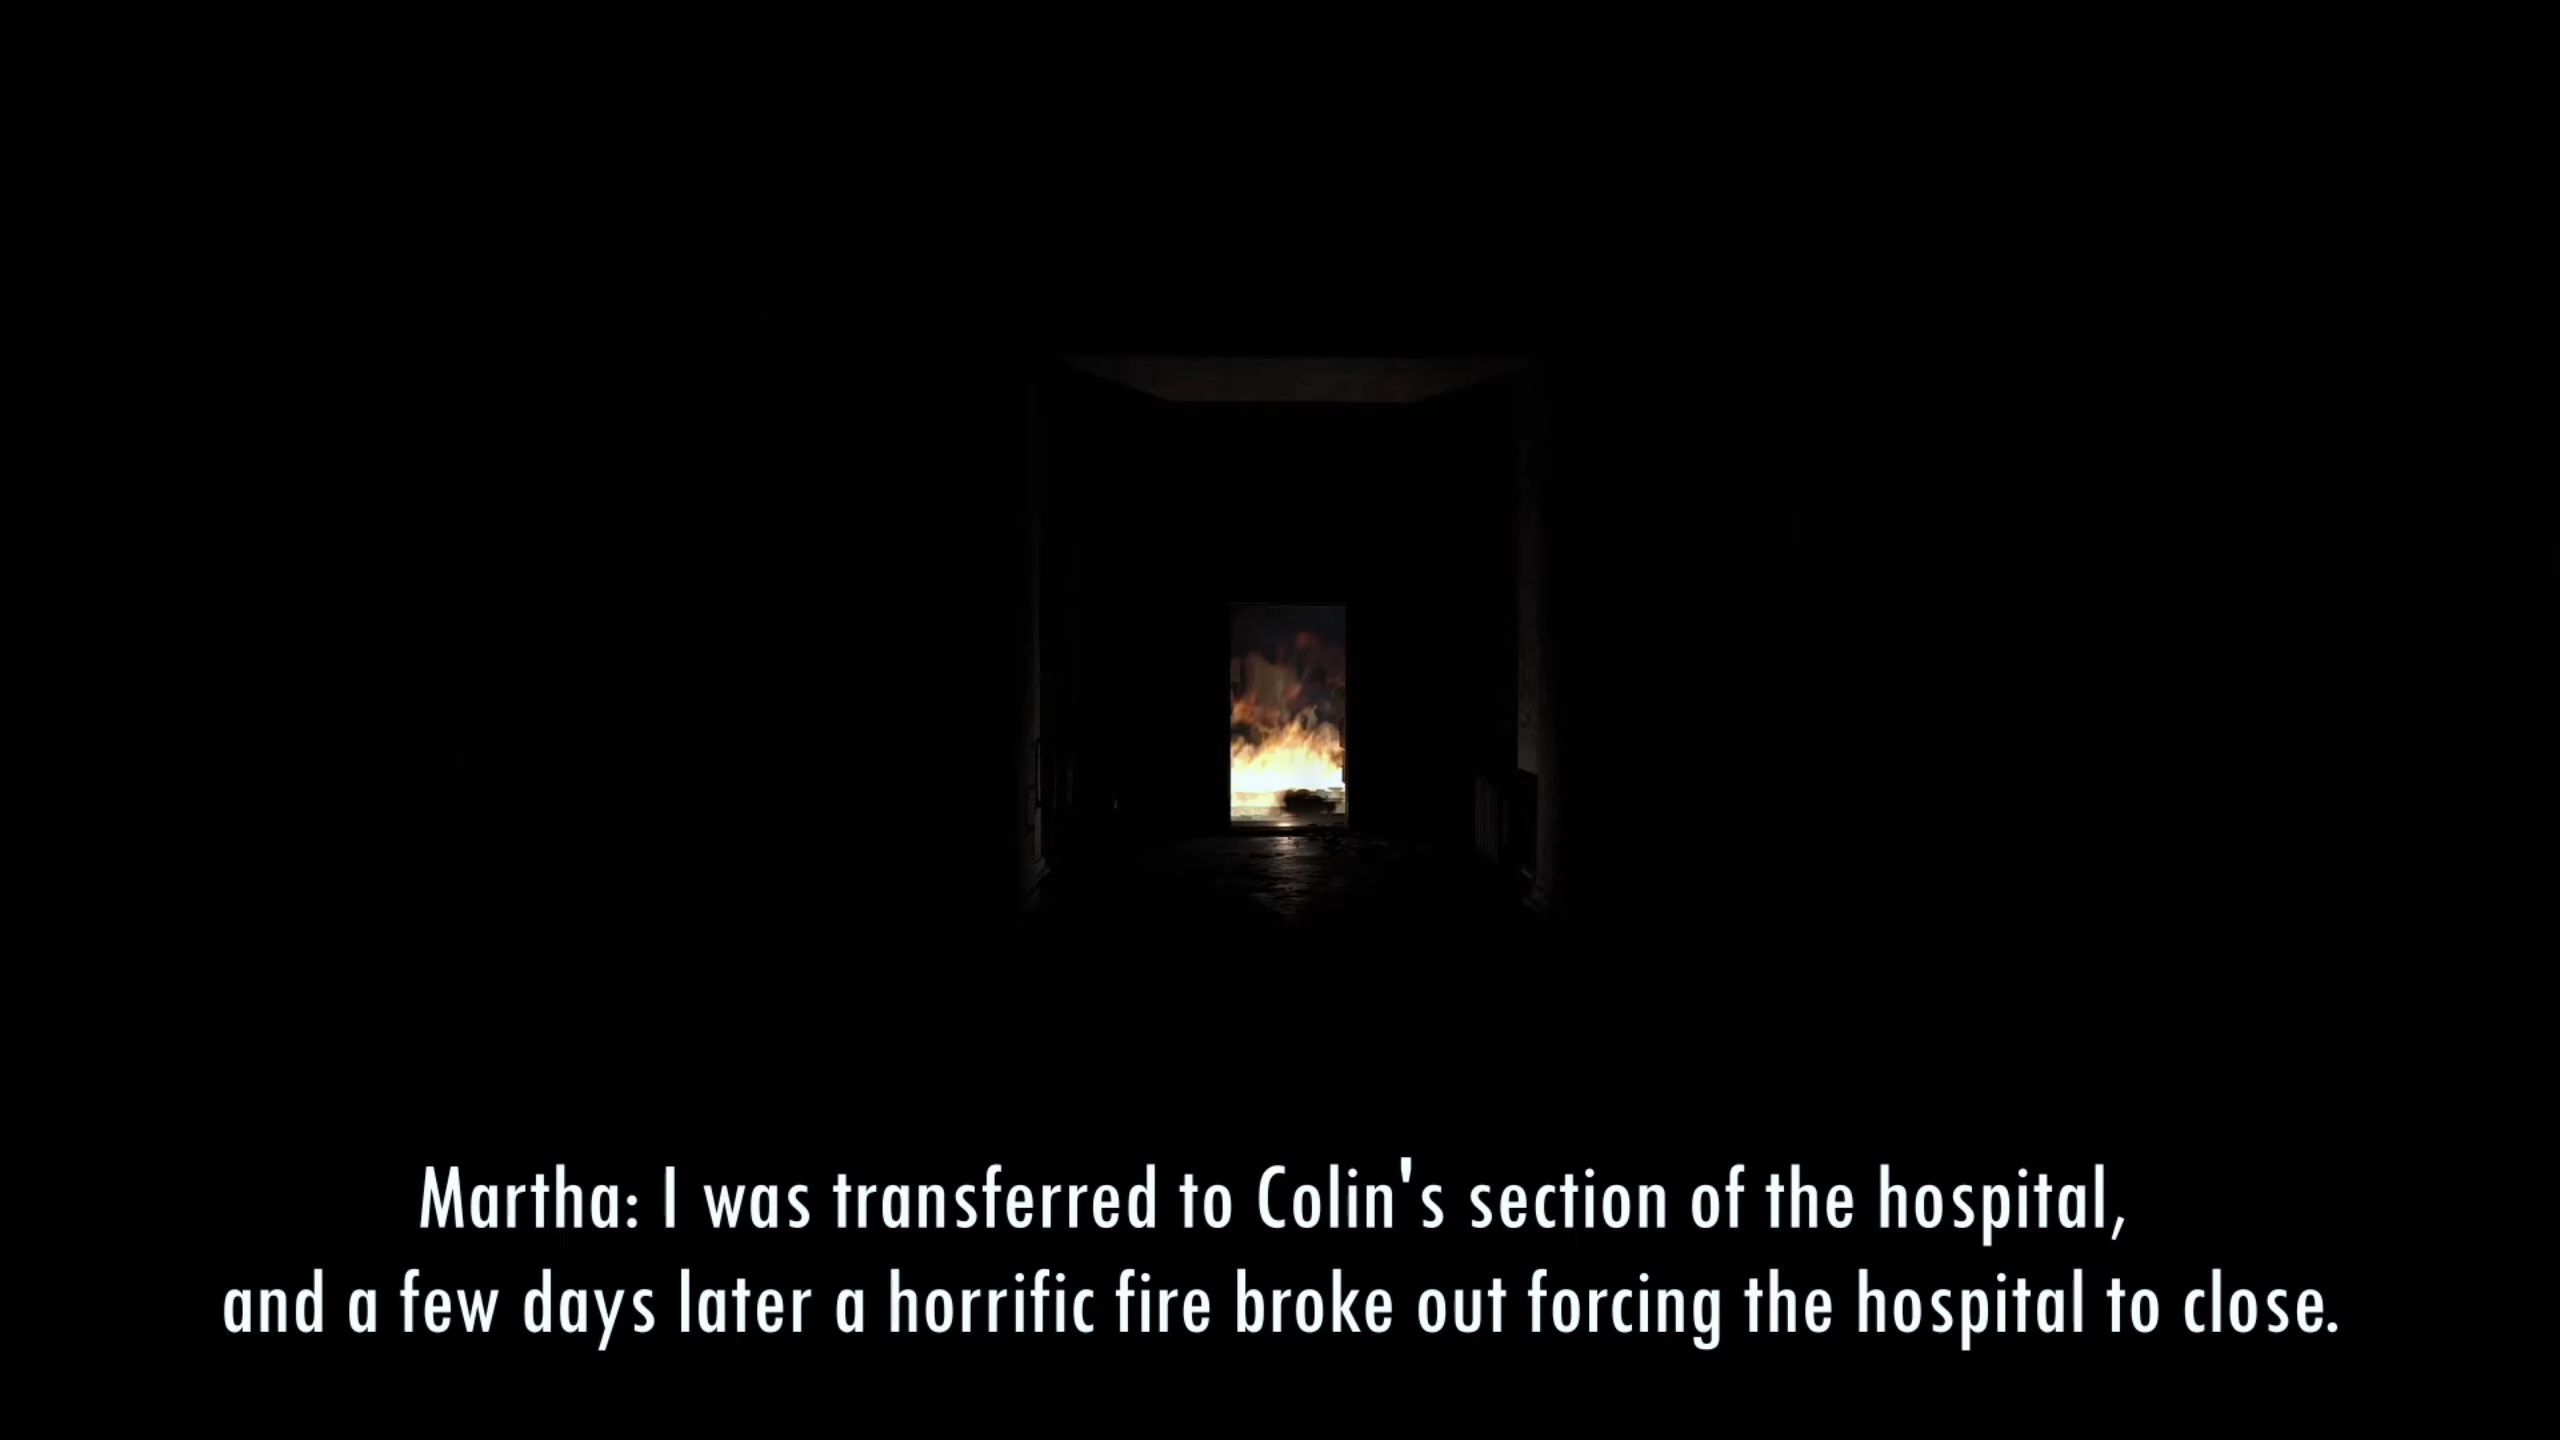 Martha: I was transferred to Colin's section of the hospital,
and a few days later a horrific fire broke out forcing the hospital to close.